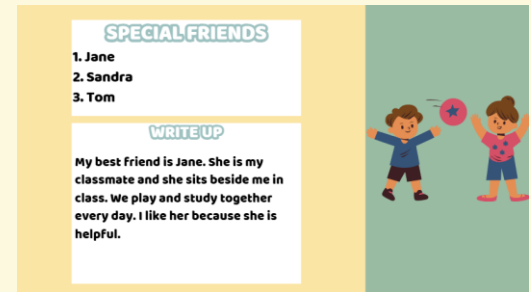 SPECIAL FRIENDS
1. Jane
2. Sandra
3. Tom
WRITE UP
My best friend is Jane. She is my
classmate and she sits beside me in
class. We play and study together
every day. I like her because she is
helpful.